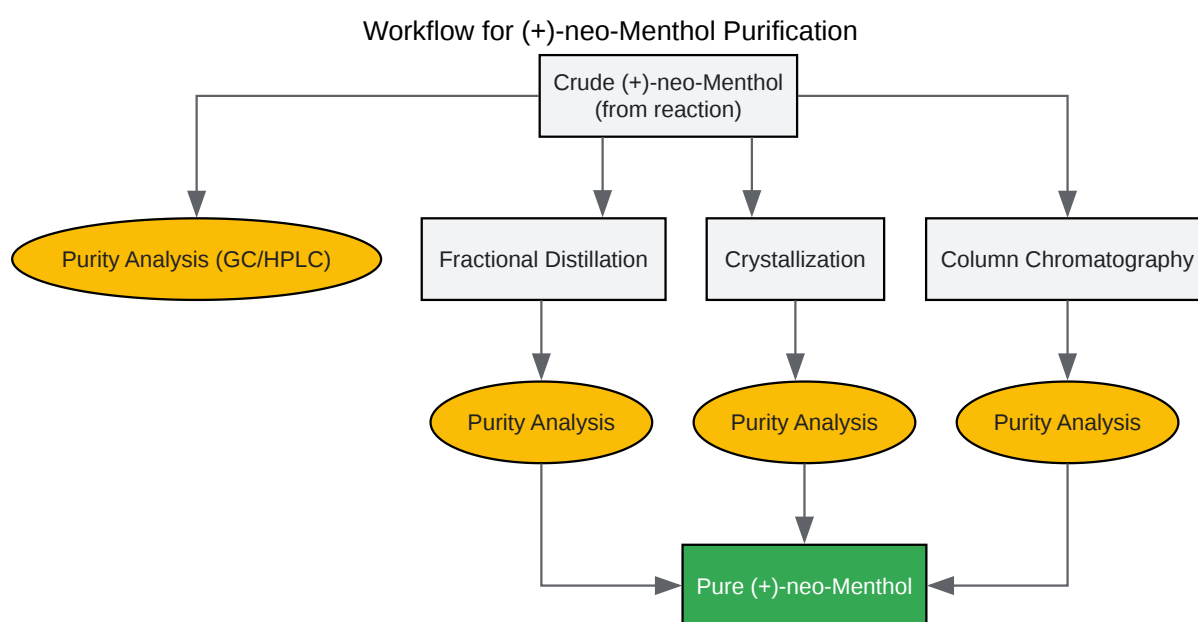 Workflow for (+)-neo-Menthol Purification
Crude (+)-neo-Menthol
(from reaction)
Purity Analysis (GC/HPLC)
Fractional Distillation
Crystallization
Column Chromatography
Purity Analysis
Purity Analysis
Purity Analysis
Pure (+)-neo-Menthol